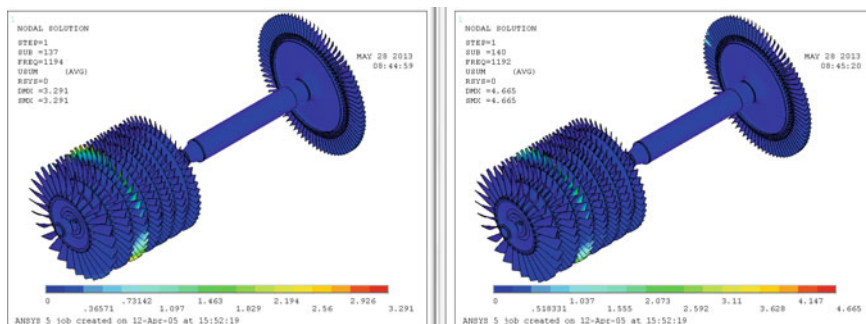 1
NODAL SOLUTION
STEP=1
SUB =137
FREQ=1194
USUM (AVG)
RSYS=0
DMX =3.291
SMX =3.291
MAY 28 2013
08:44:59
0 .73142 1.463 2.194 2.926
.36571 1.097 1.829 2.56 3.291
ANSYS 5 job created on 12-Apr-05 at 15:52:19
1
NODAL SOLUTION
STEP=1
SUB =140
FREQ=1192
USUM (AVG)
RSYS=0
DMX =4.665
SMX =4.665
MAY 28 2013
08:45:20
0 1.037 2.073 3.11 4.147
.518331 1.555 2.592 3.628 4.665
ANSYS 5 job created on 12-Apr-05 at 15:52:19